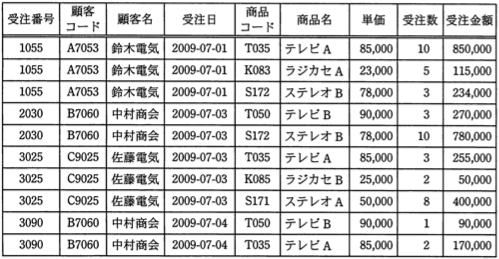 受注番号 顧客コード 顧客名 受注日 商品コード 商品名 単価 受注数 受注金額
1055 A7053 鈴木電気 2009-07-01 T035 テレビA 85,000 10 850,000
1055 A7053 鈴木電気 2009-07-01 K083 ラジカセA 23,000 5 115,000
1055 A7053 鈴木電気 2009-07-01 S172 ステレオB 78,000 3 234,000
2030 B7060 中村商会 2009-07-03 T050 テレビB 90,000 3 270,000
2030 B7060 中村商会 2009-07-03 S172 ステレオB 78,000 10 780,000
3025 C9025 佐藤電気 2009-07-03 T035 テレビA 85,000 3 255,000
3025 C9025 佐藤電気 2009-07-03 K085 ラジカセB 25,000 2 50,000
3025 C9025 佐藤電気 2009-07-03 S171 ステレオA 50,000 8 400,000
3090 B7060 中村商会 2009-07-04 T050 テレビB 90,000 1 90,000
3090 B7060 中村商会 2009-07-04 T035 テレビA 85,000 2 170,000